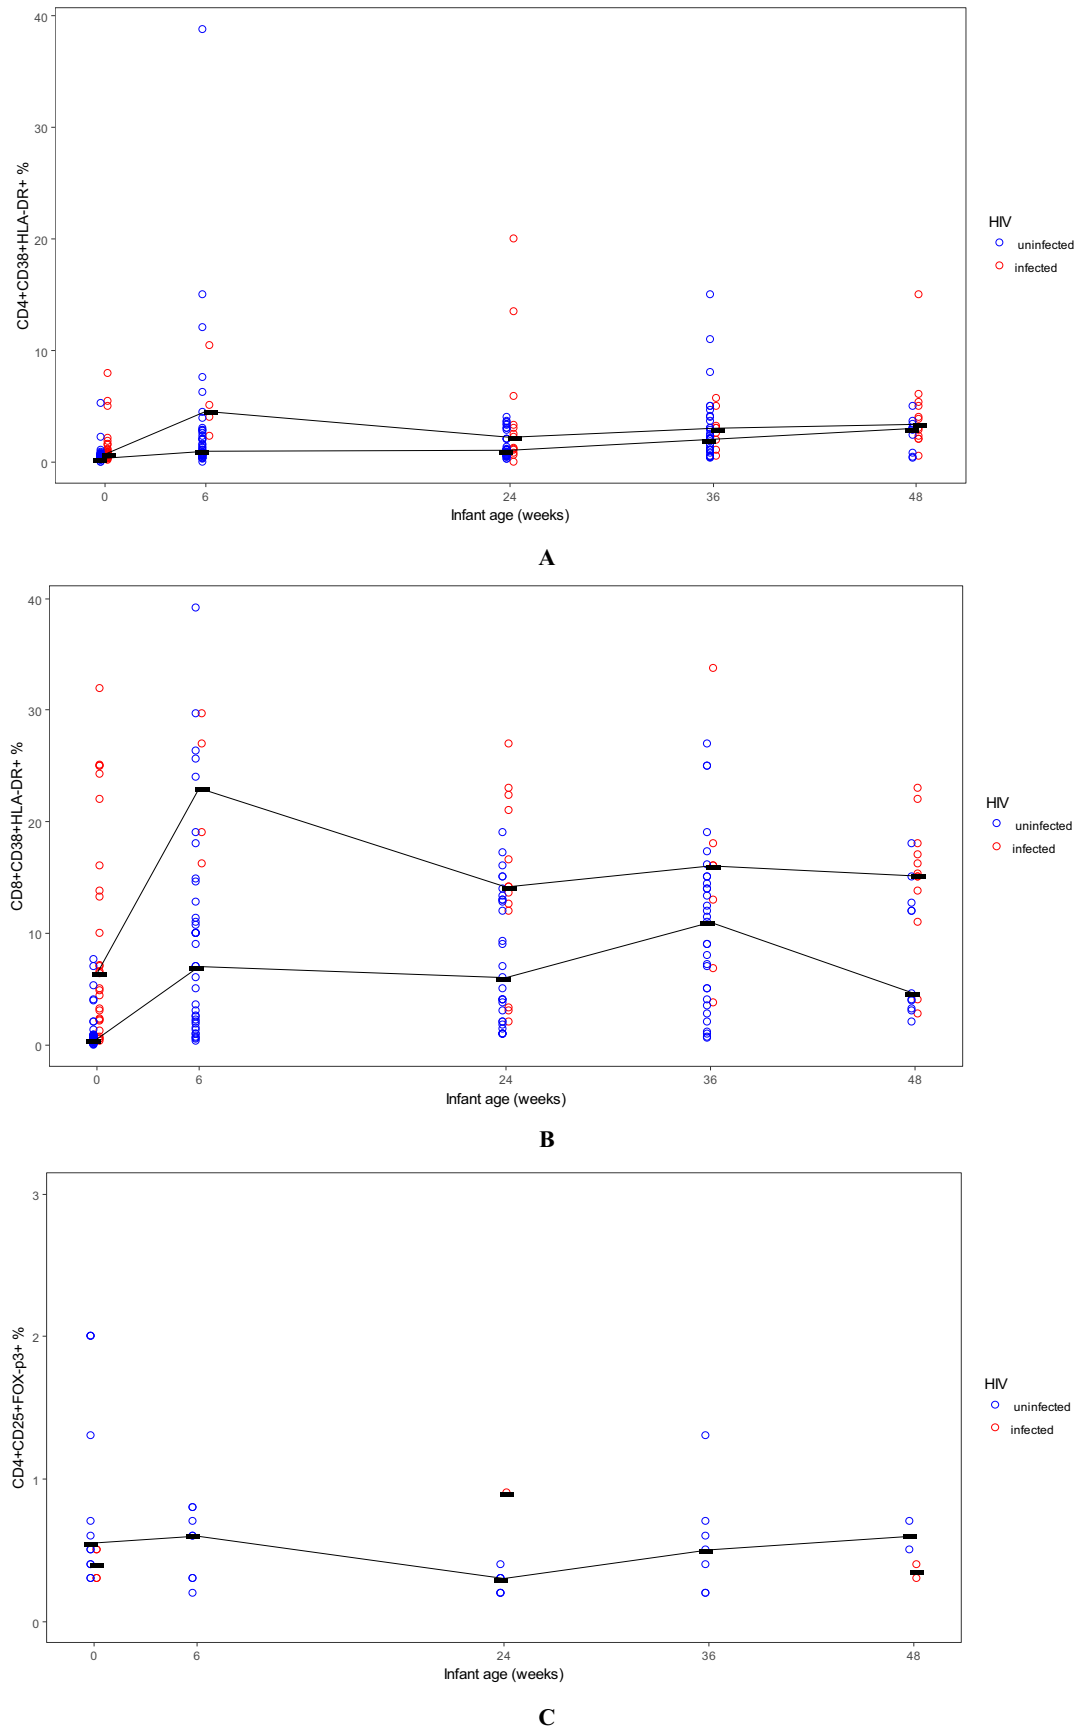 40
30
20
10
0
CD4+CD38+HLA-DR+ %
0 6 24 36 48
Infant age (weeks)
HIV
uninfected
infected
A
40
30
20
10
0
CD8+CD38+HLA-DR+ %
0 6 24 36 48
Infant age (weeks)
HIV
uninfected
infected
B
3
2
1
0
CD4+CD25+FOX-p3+ %
0 6 24 36 48
Infant age (weeks)
HIV
uninfected
infected
C